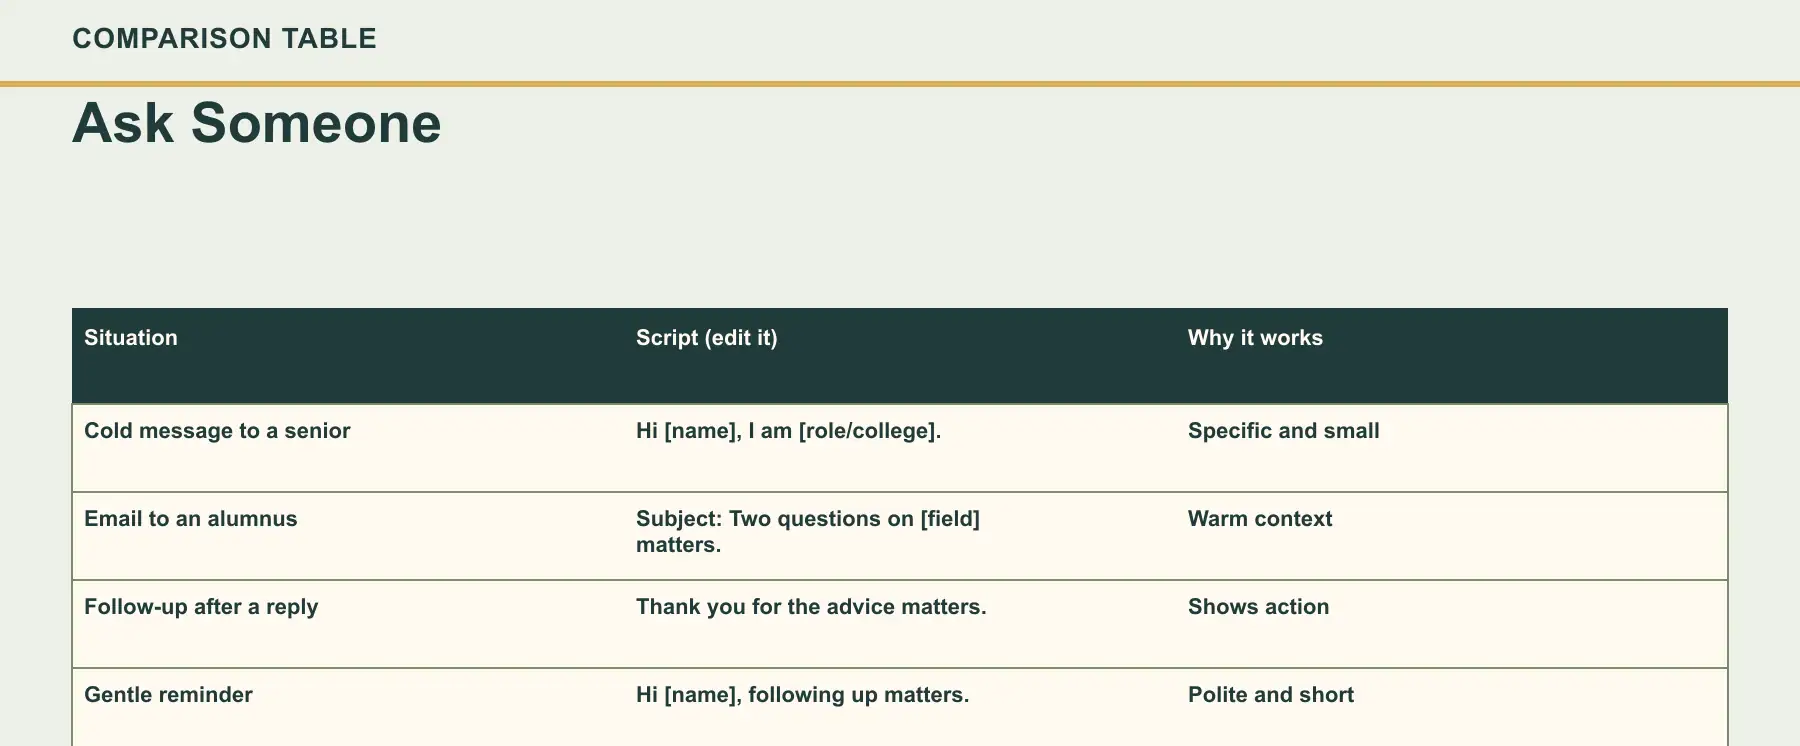 COMPARISON TABLE
Ask Someone
Situation
Script (edit it)
Why it works
Cold message to a senior
Hi [name], I am [role/college].
Specific and small
Email to an alumnus
Subject: Two questions on [field]
matters.
Warm context
Follow-up after a reply
Thank you for the advice matters.
Shows action
Gentle reminder
Hi [name], following up matters.
Polite and short